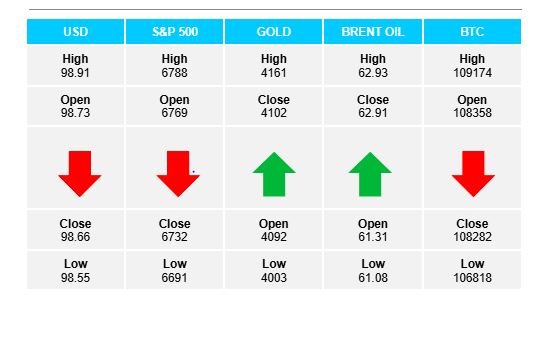 USD S&P 500 GOLD BRENT OIL BTC
High High High High High
98.91 6788 4161 62.93 109174
Open Open Close Close Open
98.73 6769 4102 62.91 108358
Close Close Open Open Close
98.66 6732 4092 61.31 108282
Low Low Low Low Low
98.55 6691 4003 61.08 106818